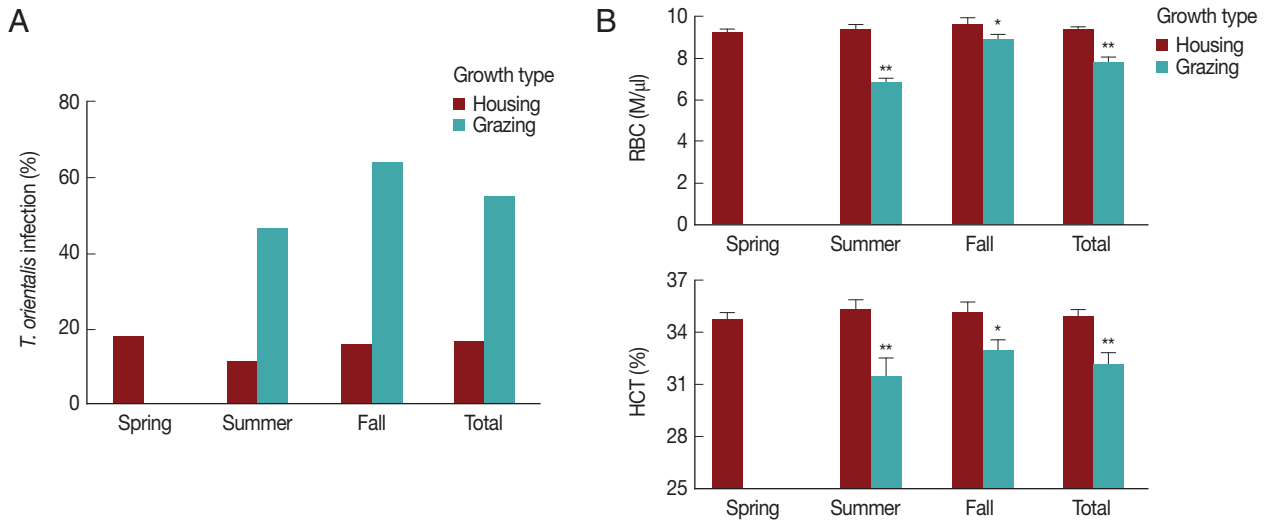 A
Growth type
Housing
Grazing
T. orientalis infection (%)
80
60
40
20
0
Spring Summer Fall Total
B
Growth type
Housing
Grazing
RBC (M/μl)
10
8
6
4
2
0
**
*
**
Spring Summer Fall Total
HCT (%)
37
34
31
28
25
**
*
**
Spring Summer Fall Total